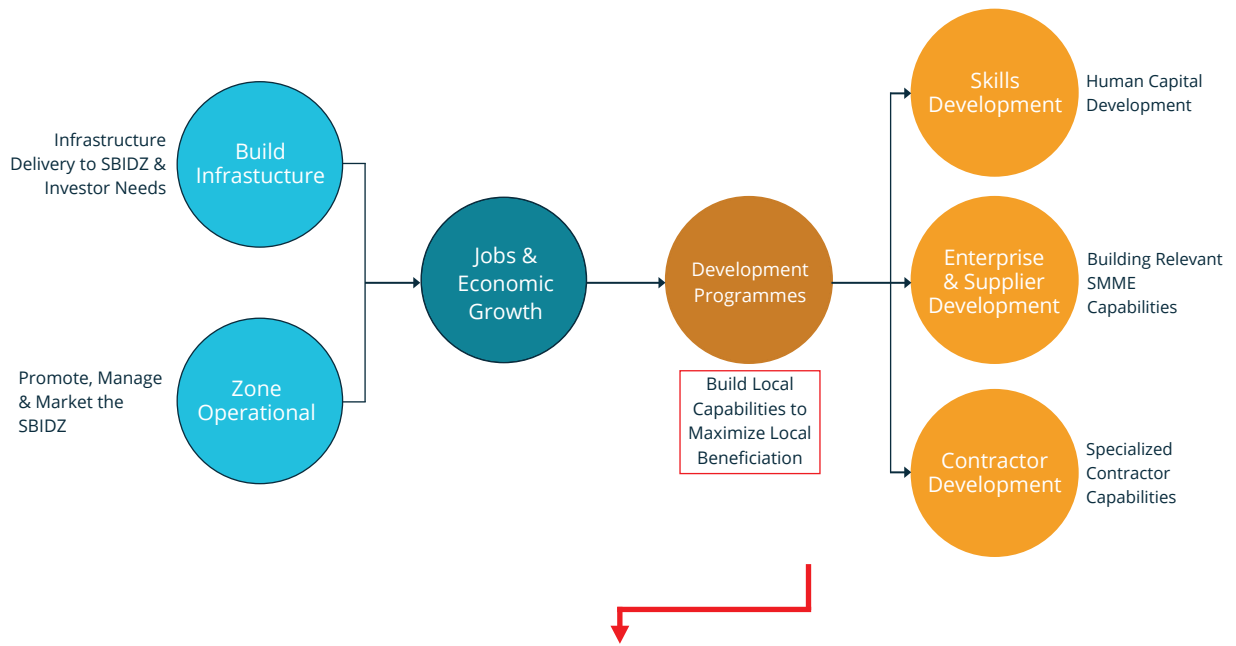 Infrastructure
Delivery to SBIDZ &
Investor Needs
Build
Infrastucture
Promote, Manage
& Market the
SBIDZ
Zone
Operational
Jobs &
Economic
Growth
Development
Programmes
Build Local
Capabilities to
Maximize Local
Beneficiation
Skills
Development
Human Capital
Development
Enterprise
& Supplier
Development
Building Relevant
SMME
Capabilities
Contractor
Development
Specialized
Contractor
Capabilities